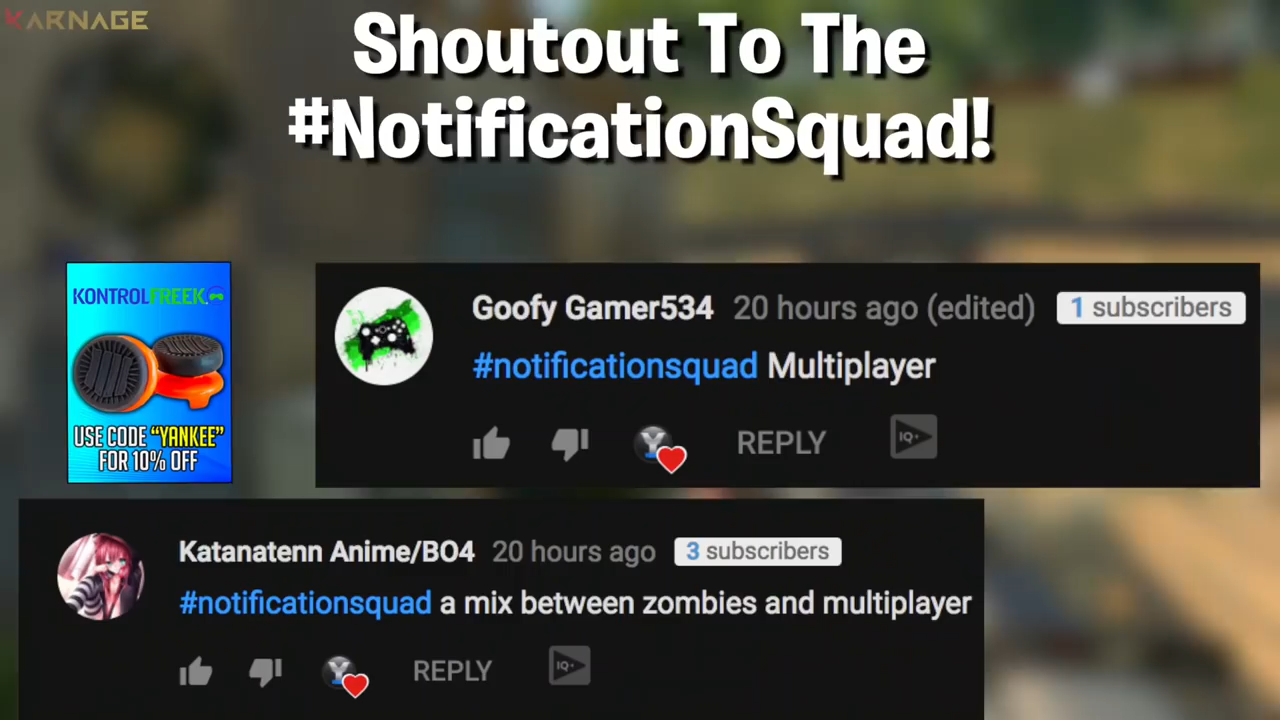 KARNAGE
Shoutout To The
#NotificationSquad!
KONTROLFREEK
USE CODE “YANKEE”
FOR 10% OFF
Goofy Gamer534 20 hours ago (edited) 1 subscribers
#notificationsquad Multiplayer
Y REPLY IQ+
Katanatenn Anime/BO4 20 hours ago 3 subscribers
#notificationsquad a mix between zombies and multiplayer
Y REPLY IQ+